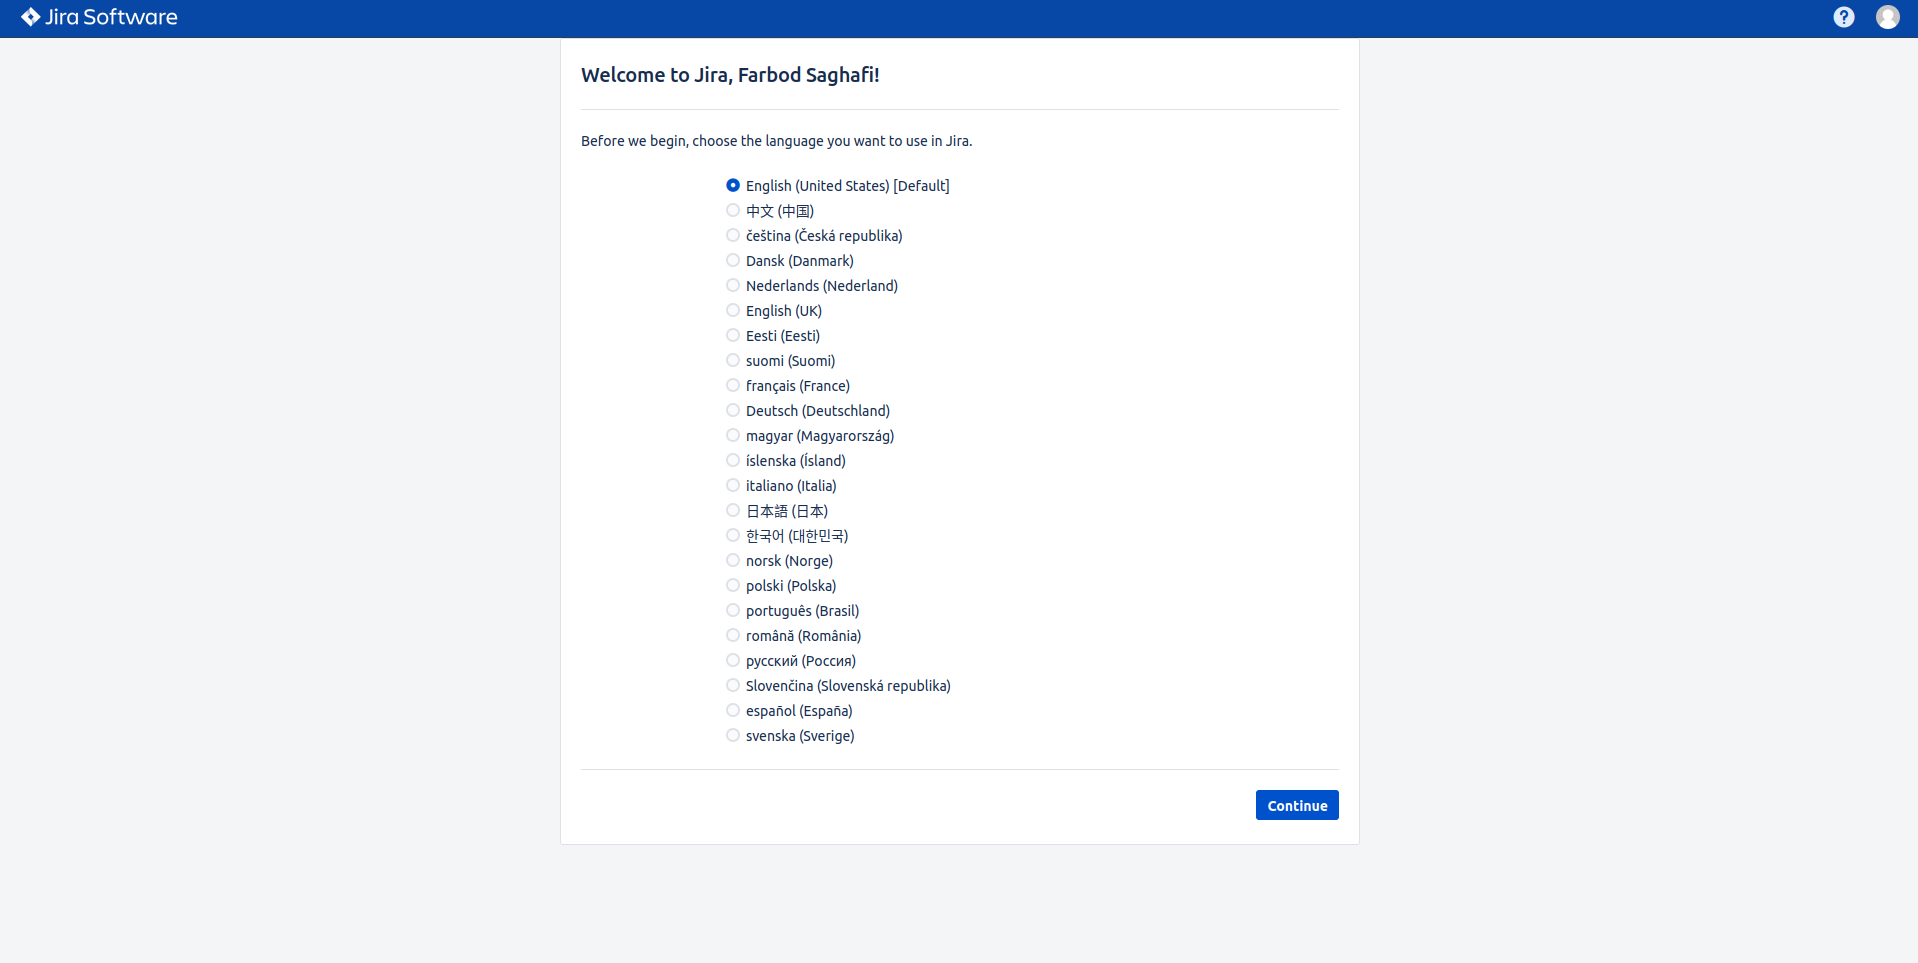 Jira Software
?
Welcome to Jira, Farbod Saghafi!
Before we begin, choose the language you want to use in Jira.
English (United States) [Default]
中文 (中国)
čeština (Česká republika)
Dansk (Danmark)
Nederlands (Nederland)
English (UK)
Eesti (Eesti)
suomi (Suomi)
français (France)
Deutsch (Deutschland)
magyar (Magyarország)
íslenska (Ísland)
italiano (Italia)
日本語 (日本)
한국어 (대한민국)
norsk (Norge)
polski (Polska)
português (Brasil)
română (România)
русский (Россия)
Slovenčina (Slovenská republika)
español (España)
svenska (Sverige)
Continue